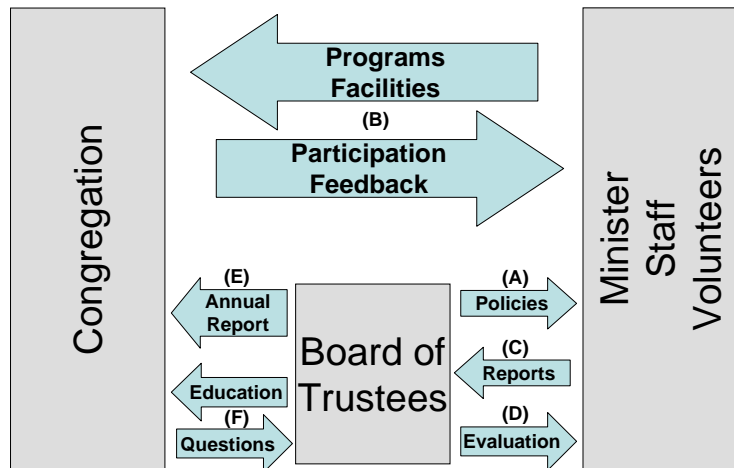 Congregation
Programs
Facilities
(B)
Participation
Feedback
Minister
Staff
Volunteers
(E)
Annual
Report
Education
(F)
Questions
Board of
Trustees
(A)
Policies
(C)
Reports
(D)
Evaluation